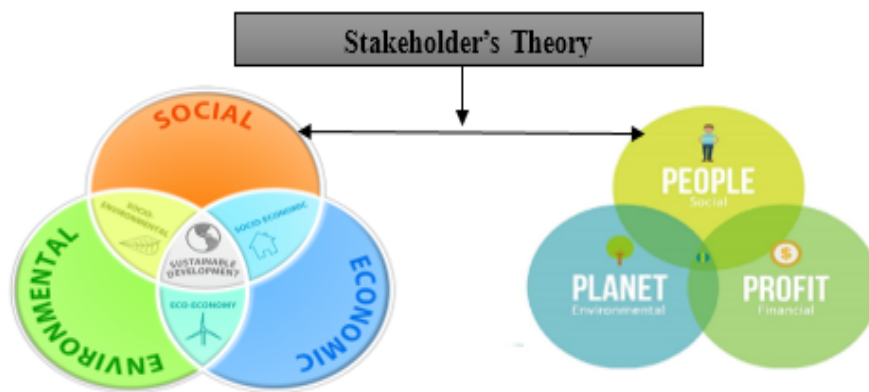 Stakeholder's Theory
SOCIAL
SOCIO-
ENVIRONMENTAL
SOCIO-ECONOMIC
SUSTAINABLE
DEVELOPMENT
ECO-ECONOMY
ENVIRONMENTAL
ECONOMIC
PEOPLE
Social
PLANET
Environmental
$
PROFIT
Financial